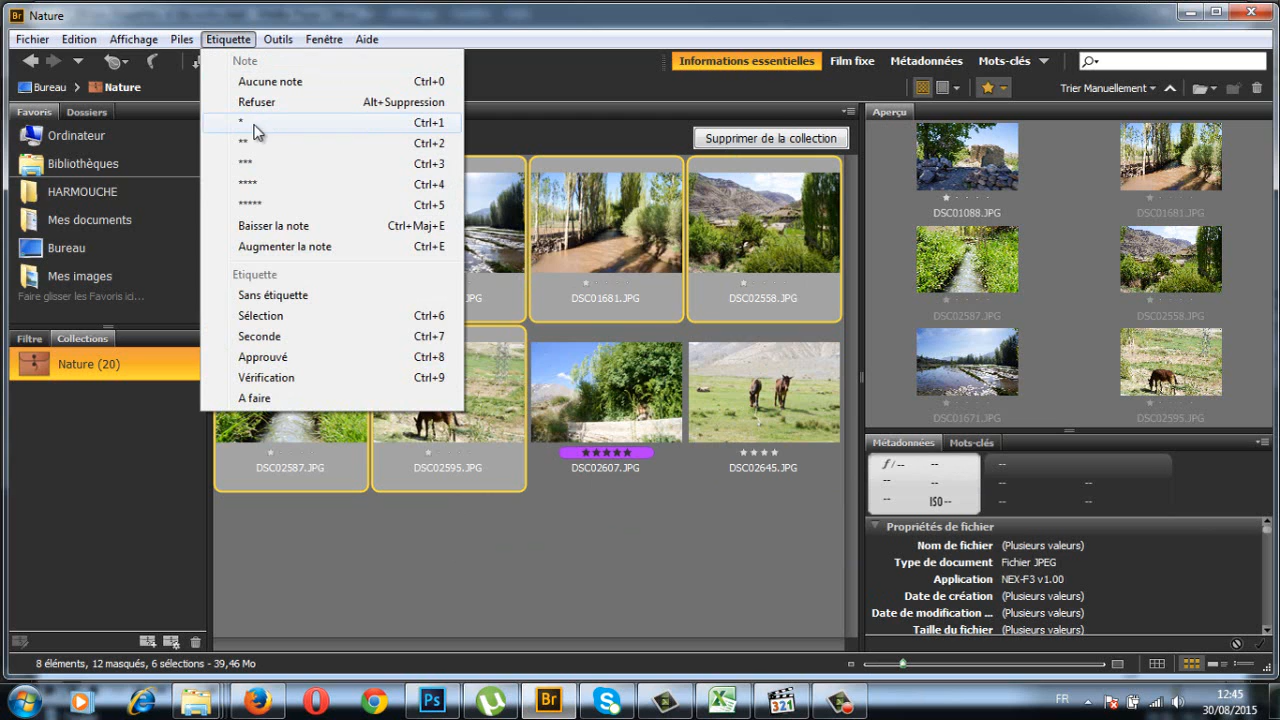 Br Nature
Fichier Edition Affichage Piles Etiquette Outils Fenêtre Aide
Informations essentielles Film fixe Métadonnées Mots-clés
Bureau Nature
Trier Manuellement
Favoris Dossiers
Ordinateur
Bibliothèques
HARMOUCHE
Mes documents
Bureau
Mes images
Faire glisser les Favoris ici...
Filtre Collections
Nature (20)
Note
Aucune note Ctrl+0
Refuser Alt+Suppression
* Ctrl+1
** Ctrl+2
*** Ctrl+3
**** Ctrl+4
***** Ctrl+5
Baisser la note Ctrl+Maj+E
Augmenter la note Ctrl+E
Etiquette
Sans étiquette
Sélection Ctrl+6
Seconde Ctrl+7
Approuvé Ctrl+8
Vérification Ctrl+9
A faire
Supprimer de la collection
PG DSC01681.JPG DSC02558.JPG
DSC02587.JPG DSC02595.JPG DSC02607.JPG DSC02645.JPG
Aperçu
DSC01088.JPG DSC01681.JPG
DSC02587.JPG DSC02558.JPG
DSC01671.JPG DSC02595.JPG
Métadonnées Mots-clés
ƒ/-- -- --
-- -- -- --
-- ISO -- -- --
Propriétés de fichier
Nom de fichier (Plusieurs valeurs)
Type de document Fichier JPEG
Application NEX-F3 v1.00
Date de création (Plusieurs valeurs)
Date de modification ... (Plusieurs valeurs)
Taille du fichier (Plusieurs valeurs)
8 éléments, 12 masqués, 6 sélections - 39,46 Mo
Ps Br 321 FR 12:45
30/08/2015